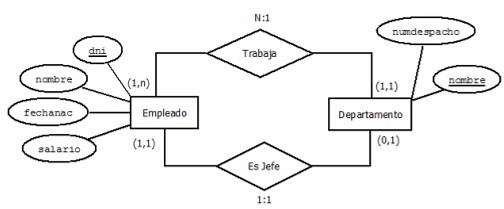 N:1
Trabaja
dni
nombre
fechanac
salario
(1,n)
Empleado
(1,1)
numdespacho
nombre
(1,1)
Departamento
(0,1)
Es Jefe
1:1